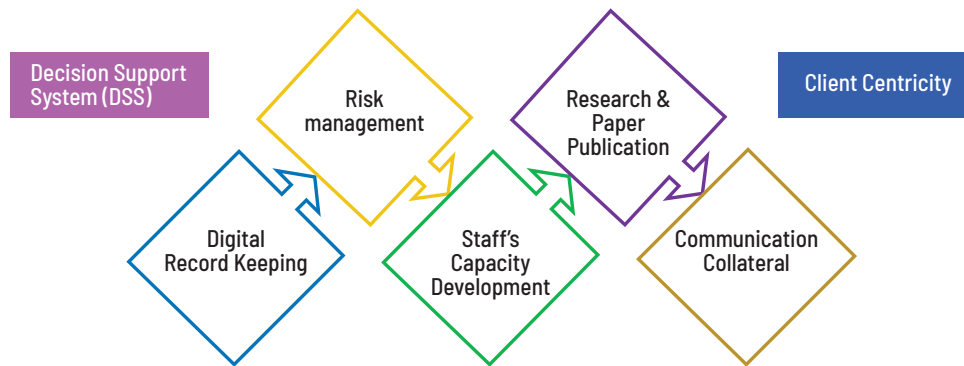 Decision Support
System (DSS)
Risk
management
Research &
Paper
Publication
Client Centricity
Digital
Record Keeping
Staff's
Capacity
Development
Communication
Collateral